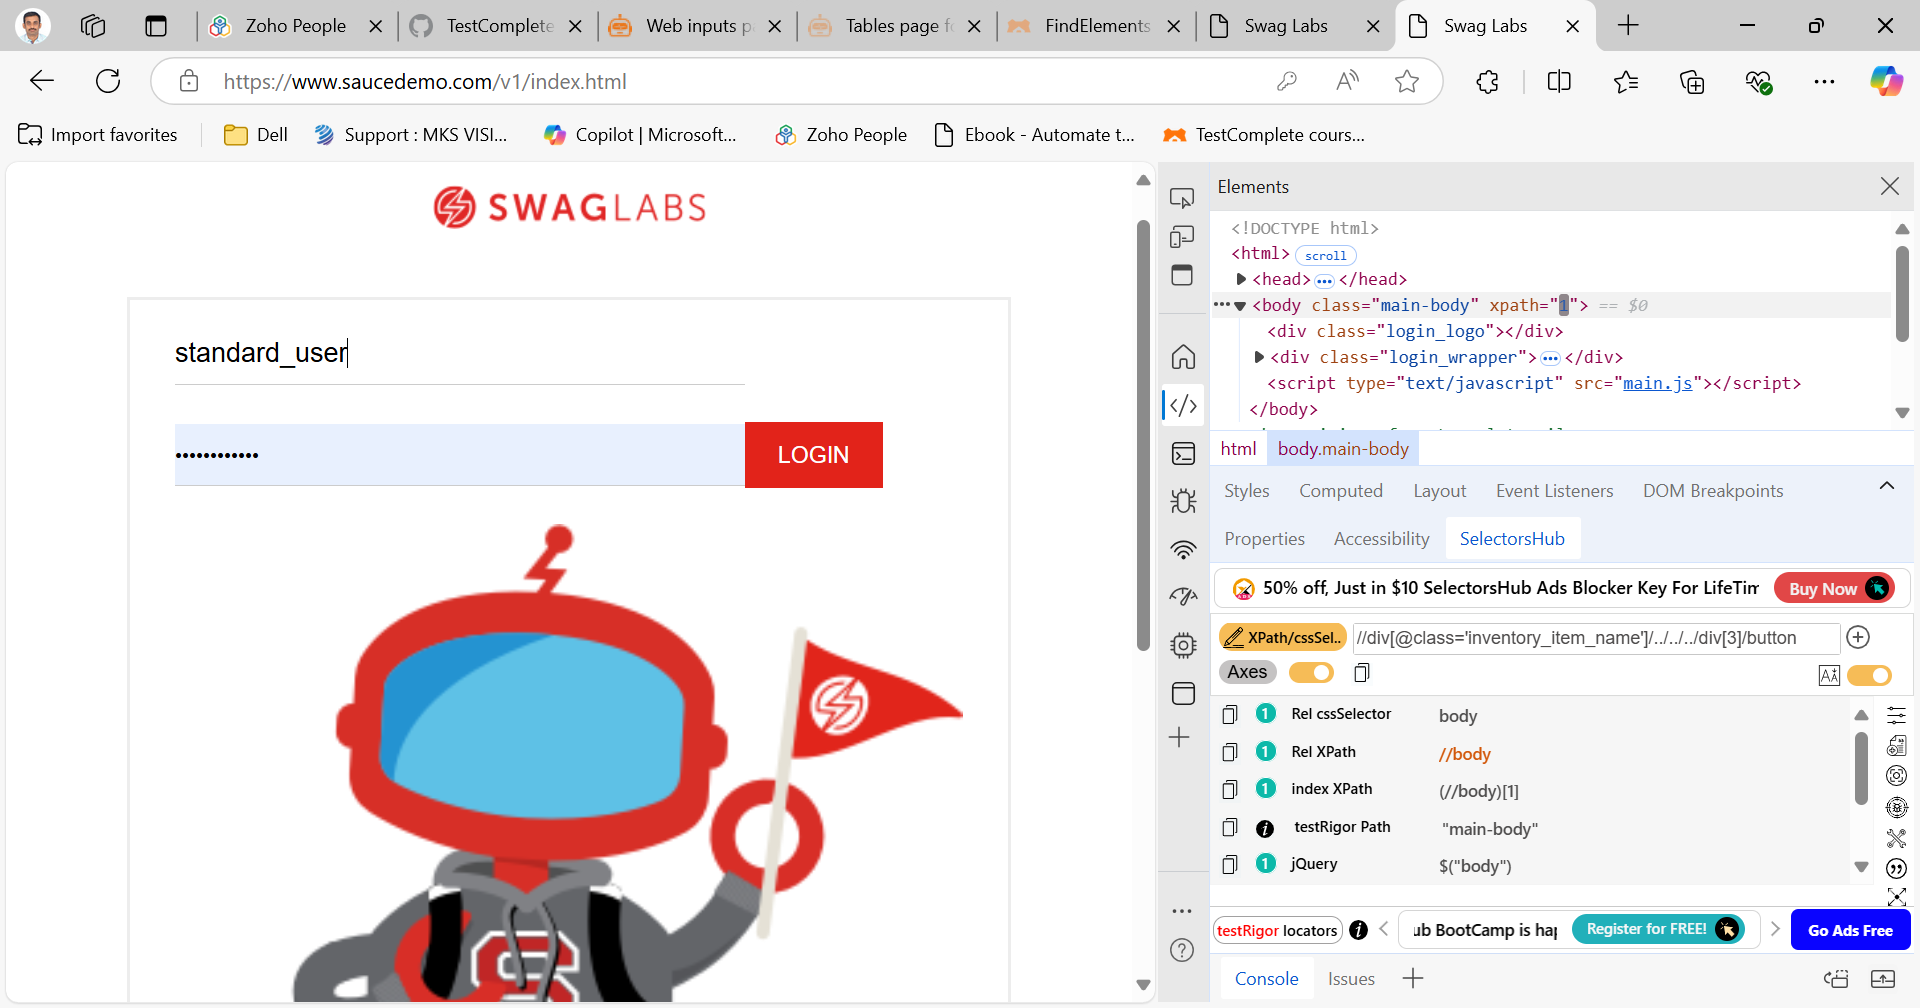 Zoho People
TestComplete
Web inputs p
Tables page fo
FindElements
Swag Labs
Swag Labs
https://www.saucedemo.com/v1/index.html
Import favorites
Dell
Support : MKS VISI...
Copilot | Microsoft...
Zoho People
Ebook - Automate t...
TestComplete cours...
SWAGLABS
standard_user
••••••••••••
LOGIN
Elements
<!DOCTYPE html>
<html> scroll
<head> ... </head>
... <body class="main-body" xpath="1"> == $0
<div class="login_logo"></div>
<div class="login_wrapper"> ... </div>
<script type="text/javascript" src="main.js"></script>
</body>
html
body.main-body
Styles
Computed
Layout
Event Listeners
DOM Breakpoints
Properties
Accessibility
SelectorsHub
50% off, Just in $10 SelectorsHub Ads Blocker Key For LifeTim
Buy Now
XPath/cssSel..
//div[@class='inventory_item_name']/../../../div[3]/button
Axes
1 Rel cssSelector body
1 Rel XPath //body
1 index XPath (//body)[1]
testRigor Path "main-body"
1 jQuery $("body")
testRigor locators
ub BootCamp is hap
Register for FREE!
Go Ads Free
Console
Issues